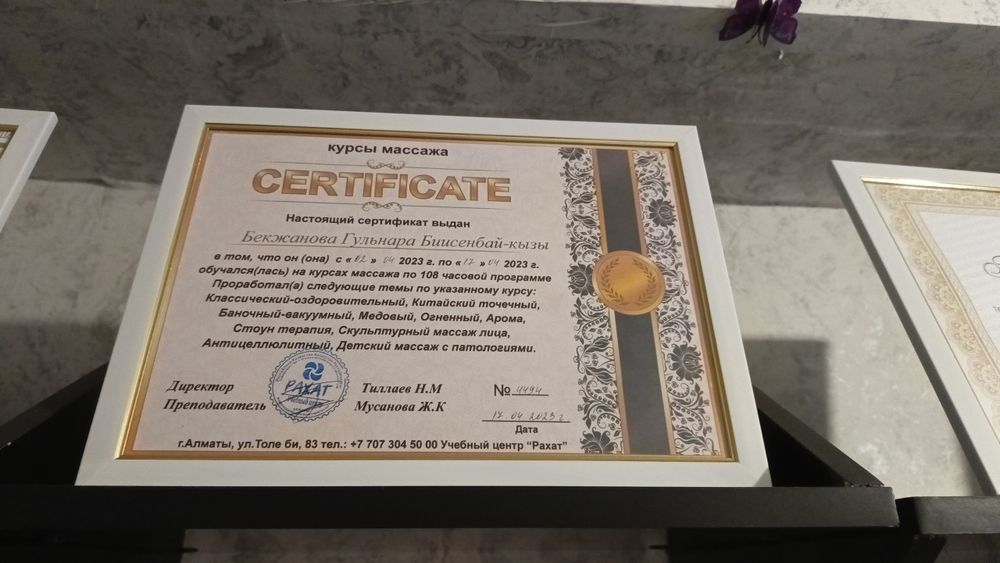 курсы массажа
CERTIFICATE
Настоящий сертификат выдан
Бекжанова Гульнара Биисенбай-кызы
в том, что он (она) с «02» 04 2023 г. по «17» 04 2023 г.
обучался(лась) на курсах массажа по 108 часовой программе
Проработал(а) следующие темы по указанному курсу:
Классический-оздоровительный, Китайский точечный,
Баночный-вакуумный, Медовый, Огненный, Арома,
Стоун терапия, Скульптурный массаж лица,
Антицеллюлитный, Детский массаж с патологиями.
РАХАТ
Директор Тиллаев Н.М № 4494
Преподаватель Мусанова Ж.К 17.04.2023 г
Дата
г.Алматы, ул.Толе би, 83 тел.: +7 707 304 50 00 Учебный центр "Рахат"